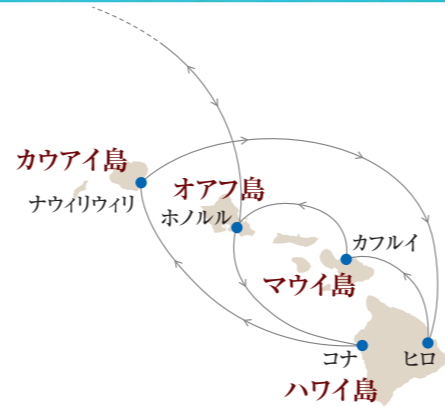 カウアイ島
ナウィリウィリ
オアフ島
ホノルル
カフルイ
マウイ島
コナ
ヒロ
ハワイ島